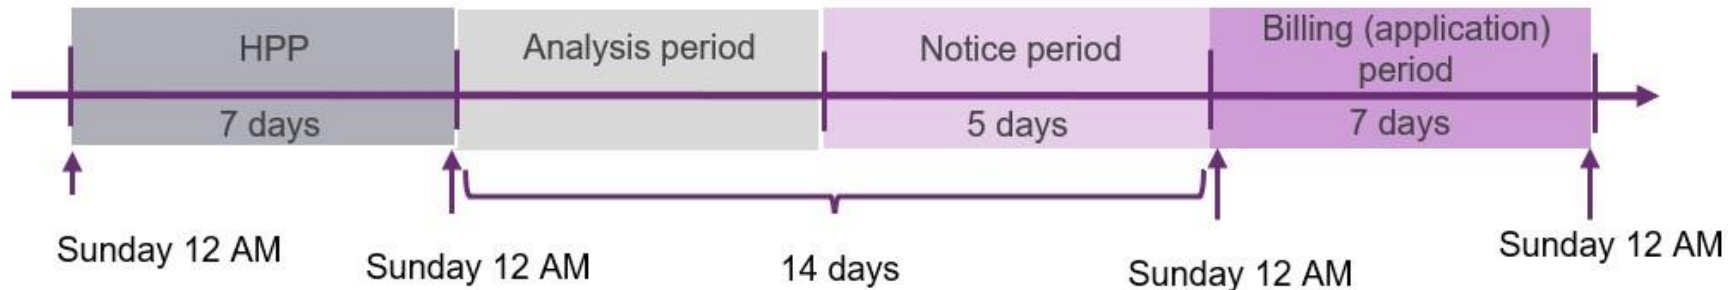 HPP
Analysis period
Notice period
Billing (application)
period
7 days
5 days
7 days
Sunday 12 AM
Sunday 12 AM
14 days
Sunday 12 AM
Sunday 12 AM